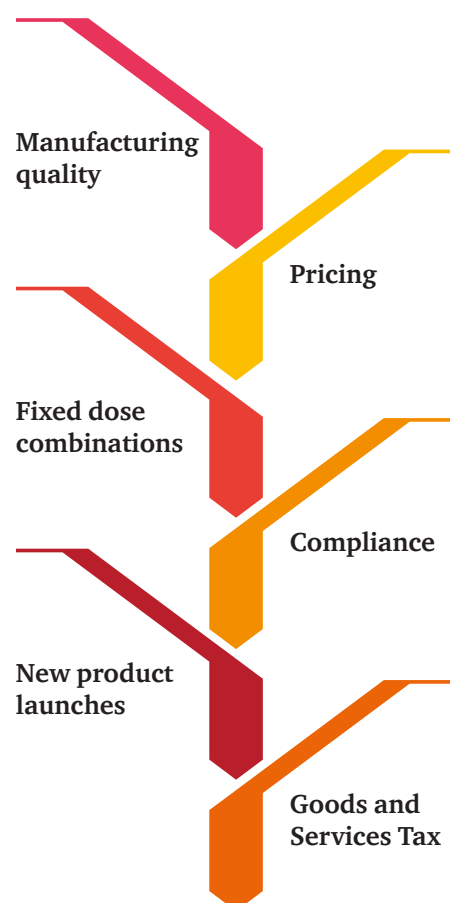 Manufacturing
quality
Pricing
Fixed dose
combinations
Compliance
New product
launches
Goods and
Services Tax